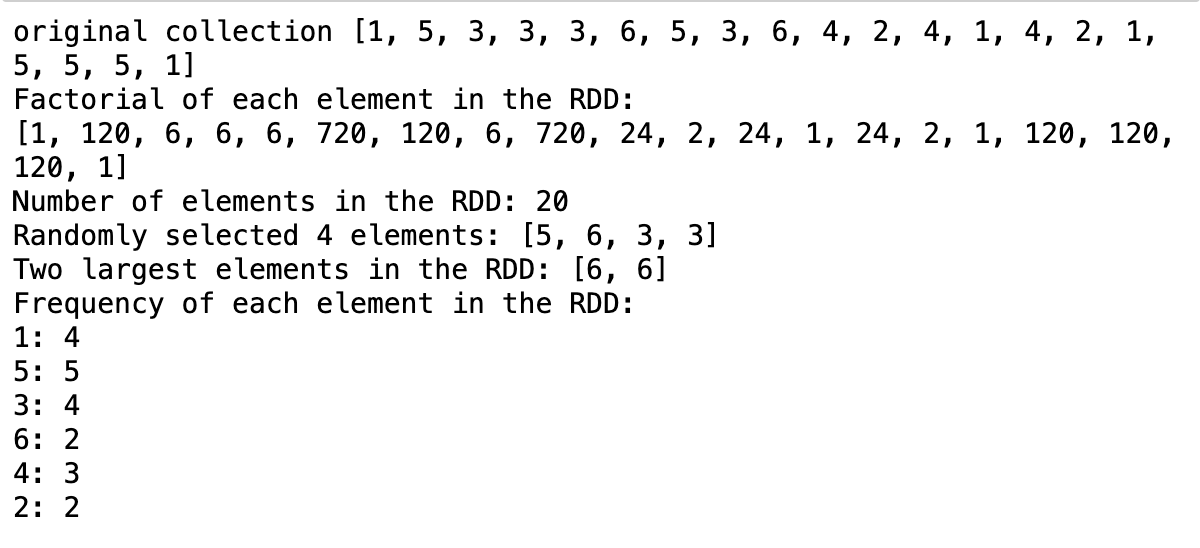 original collection [1, 5, 3, 3, 3, 6, 5, 3, 6, 4, 2, 4, 1, 4, 2, 1,
5, 5, 5, 1]
Factorial of each element in the RDD:
[1, 120, 6, 6, 6, 720, 120, 6, 720, 24, 2, 24, 1, 24, 2, 1, 120, 120,
120, 1]
Number of elements in the RDD: 20
Randomly selected 4 elements: [5, 6, 3, 3]
Two largest elements in the RDD: [6, 6]
Frequency of each element in the RDD:
1: 4
5: 5
3: 4
6: 2
4: 3
2: 2